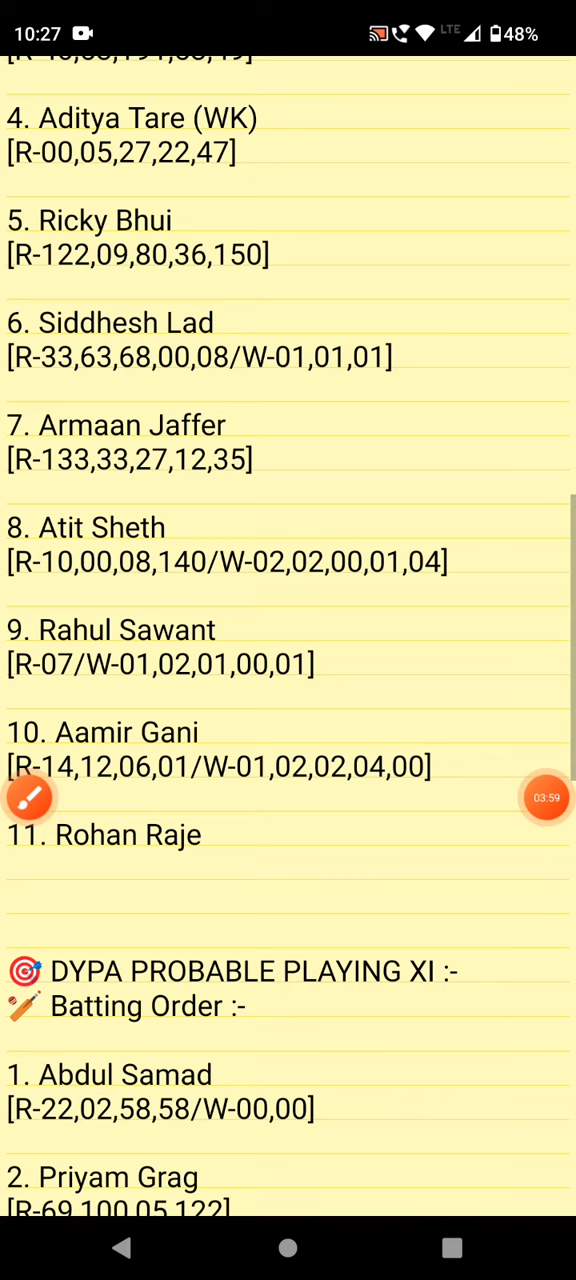 10:27 LTE 48%
4. Aditya Tare (WK)
[R-00,05,27,22,47]
5. Ricky Bhui
[R-122,09,80,36,150]
6. Siddhesh Lad
[R-33,63,68,00,08/W-01,01,01]
7. Armaan Jaffer
[R-133,33,27,12,35]
8. Atit Sheth
[R-10,00,08,140/W-02,02,00,01,04]
9. Rahul Sawant
[R-07/W-01,02,01,00,01]
10. Aamir Gani
[R-14,12,06,01/W-01,02,02,04,00]
03:59
11. Rohan Raje
🎯 DYPA PROBABLE PLAYING XI :-
🏏 Batting Order :-
1. Abdul Samad
[R-22,02,58,58/W-00,00]
2. Priyam Grag
[R-69,100,05,122]